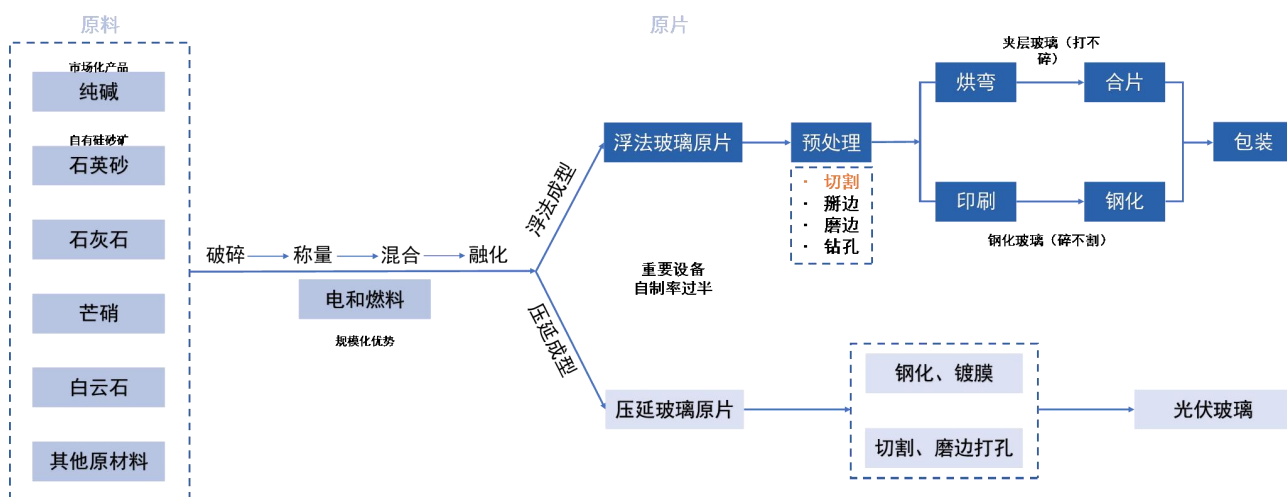 原料
原片
市场化产品
纯碱
自有硅砂矿
石英砂
石灰石
芒硝
白云石
其他原材料
破碎
称量
混合
融化
电和燃料
规模化优势
浮法成型
压延成型
浮法玻璃原片
预处理
· 切割
· 掰边
· 磨边
· 钻孔
夹层玻璃（打不
碎）
烘弯
合片
印刷
钢化
钢化玻璃（碎不割）
包装
重要设备
自制率过半
压延玻璃原片
钢化、镀膜
切割、磨边打孔
光伏玻璃